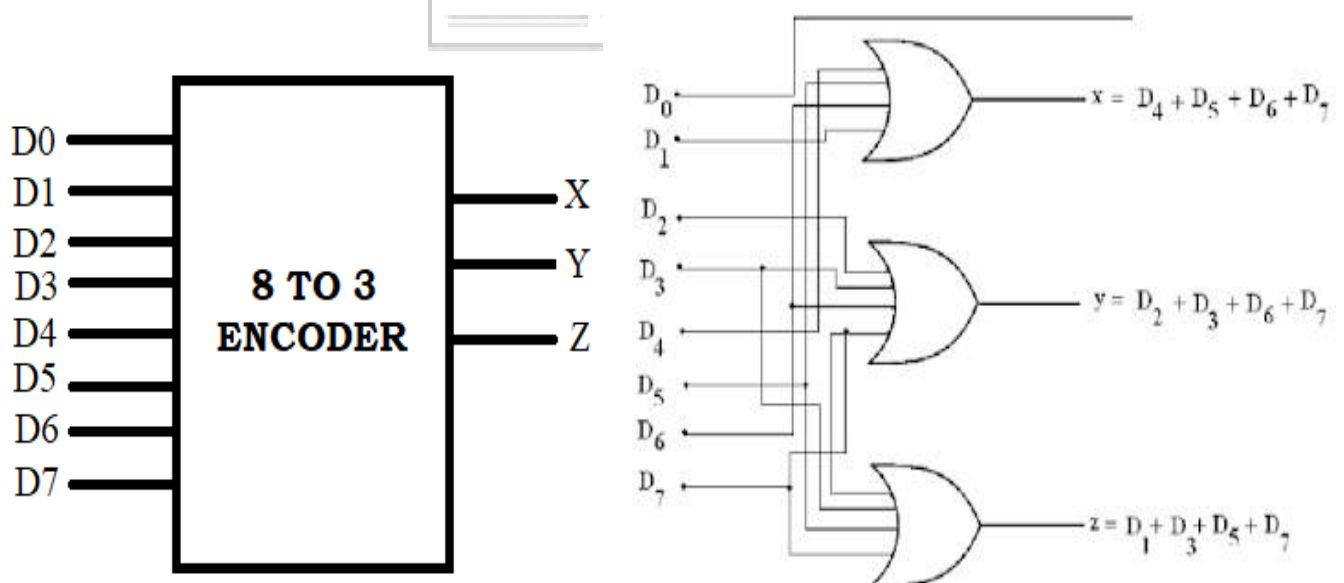 D0
D1
D2
D3
D4
D5
D6
D7
8 TO 3
ENCODER
X
Y
Z
D₀
D₁
D₂
D₃
D₄
D₅
D₆
D₇
x = D₄ + D₅ + D₆ + D₇
y = D₂ + D₃ + D₆ + D₇
z = D₁ + D₃ + D₅ + D₇